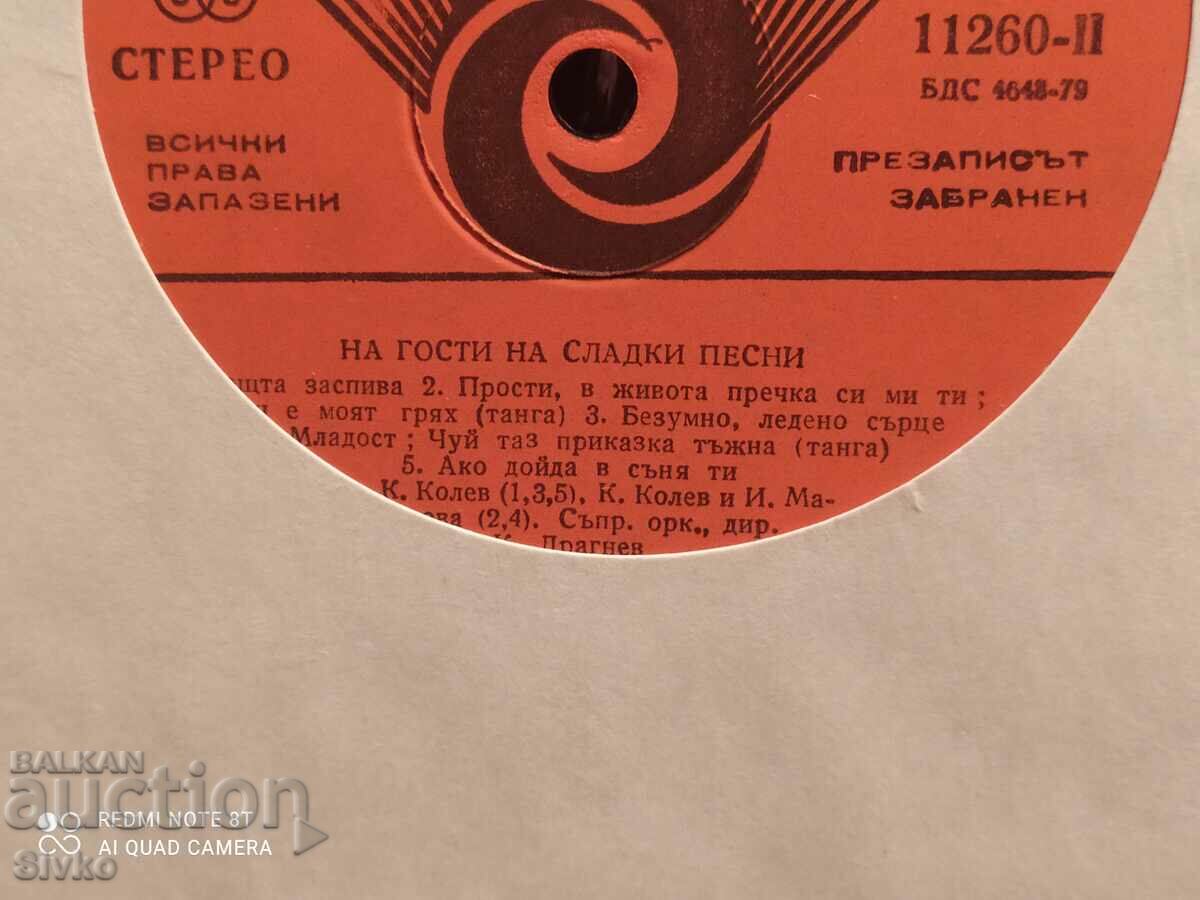 СТЕРЕО
11260-II
БДС 4648-79
ВСИЧКИ
ПРАВА
ЗАПАЗЕНИ
ПРЕЗАПИСЪТ
ЗАБРАНЕН
НА ГОСТИ НА СЛАДКИ ПЕСНИ
заспива 2. Прости, в живота пречка си ми ти;
е моят грях (танга) 3. Безумно, ледено сърце
Младост; Чуй таз приказка тъжна (танга)
5. Ако дойда в съня ти
К. Колев (1,3,5), К. Колев и И. Ма-
ова (2,4). Съпр. орк., дир.
К. Драгнев
BALKAN
auction
REDMI NOTE 8T
AI QUAD CAMERA
Sivko